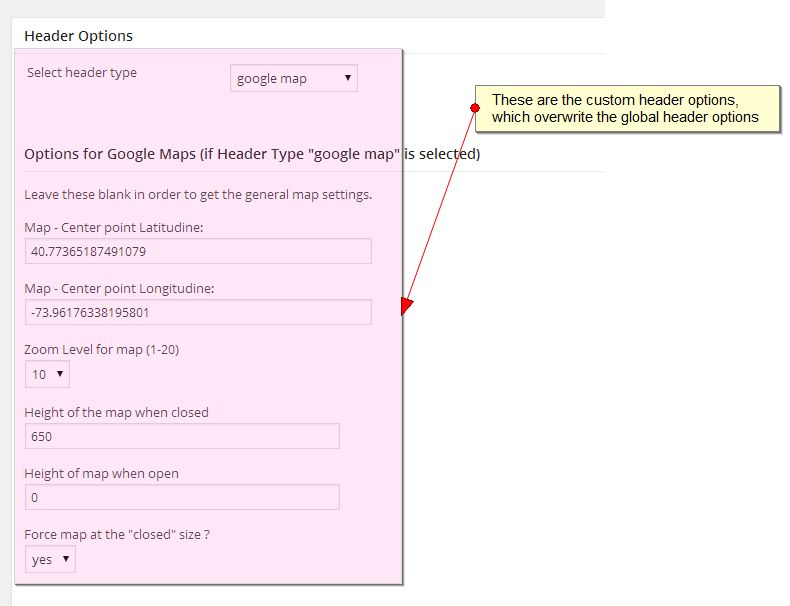 Header Options
Select header type
google map
These are the custom header options,
which overwrite the global header options
Options for Google Maps (if Header Type "google map" is selected)
Leave these blank in order to get the general map settings.
Map - Center point Latitudine:
40.77365187491079
Map - Center point Longitudine:
-73.96176338195801
Zoom Level for map (1-20)
10
Height of the map when closed
650
Height of map when open
0
Force map at the "closed" size ?
yes